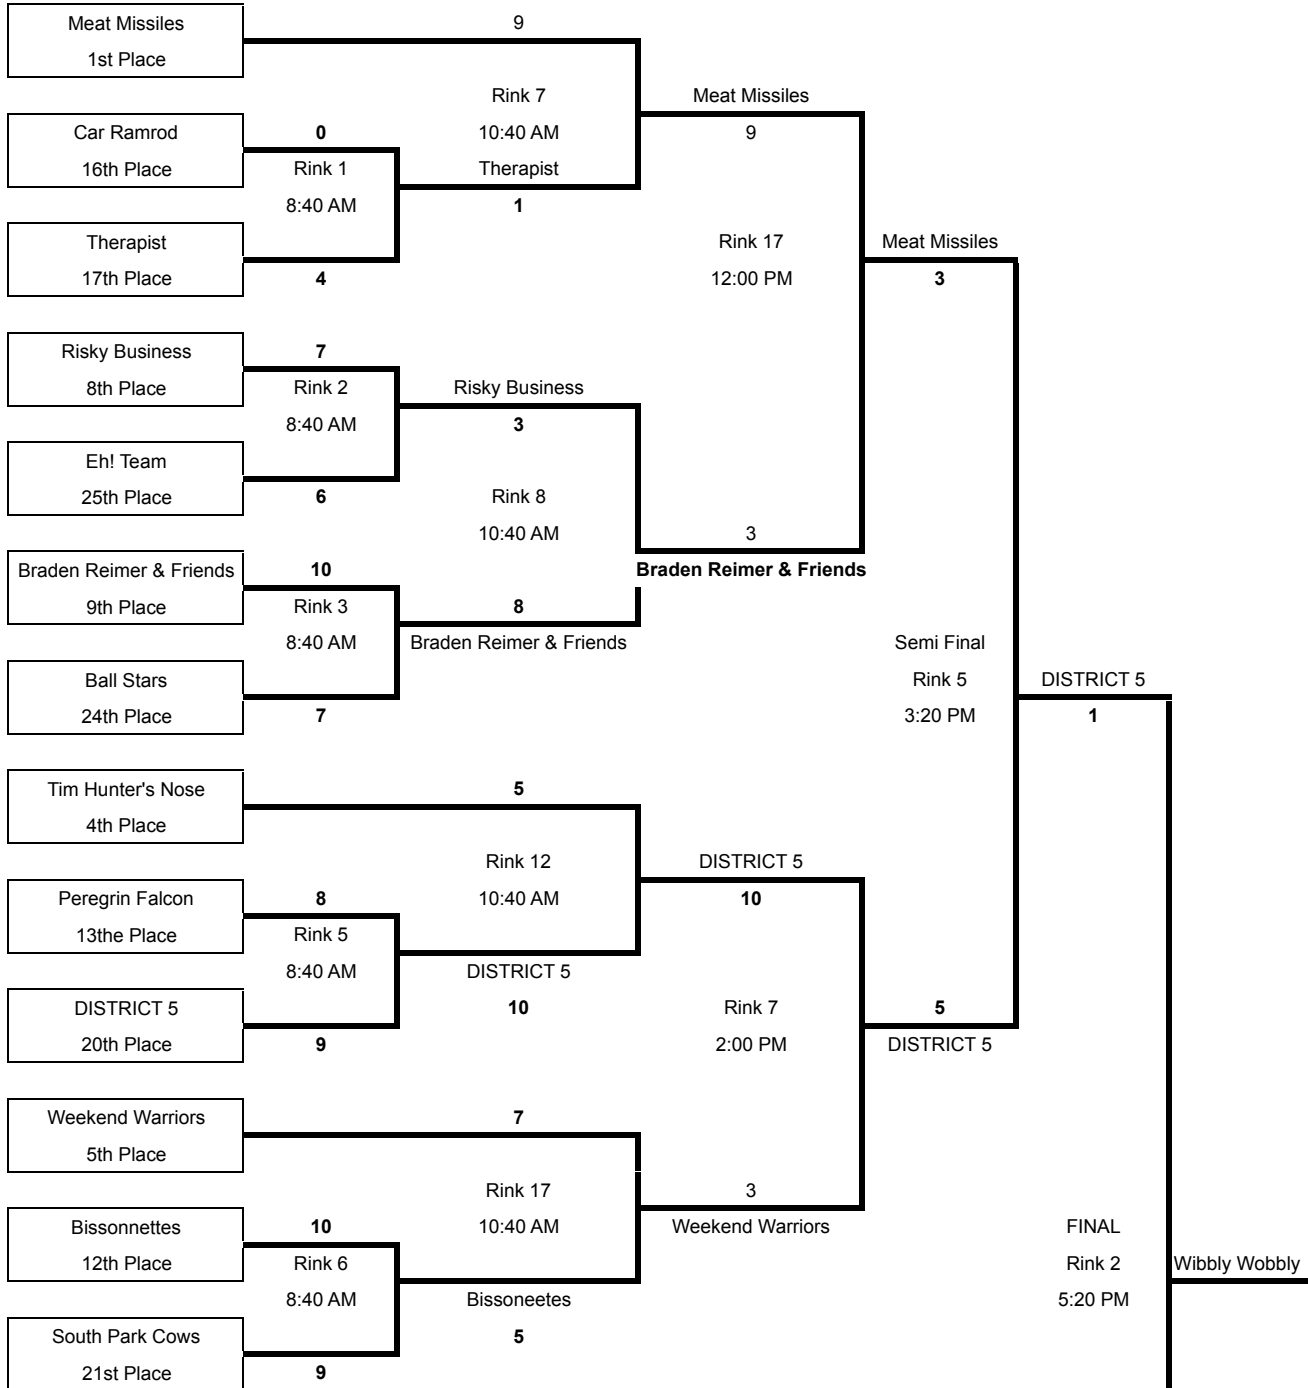 Meat Missiles 9
1st Place
Rink 7 Meat Missiles
Car Ramrod 0 10:40 AM 9
16th Place Rink 1 Therapist
8:40 AM 1
Therapist Rink 17 Meat Missiles
17th Place 4 12:00 PM 3
Risky Business 7
8th Place Rink 2 Risky Business
8:40 AM 3
Eh! Team
25th Place 6 Rink 8
10:40 AM 3
Braden Reimer & Friends 10 Braden Reimer & Friends
9th Place Rink 3 8
8:40 AM Braden Reimer & Friends Semi Final
Ball Stars Rink 5 DISTRICT 5
24th Place 7 3:20 PM 1
Tim Hunter's Nose 5
4th Place
Rink 12 DISTRICT 5
Peregrin Falcon 8 10:40 AM 10
13the Place Rink 5
8:40 AM DISTRICT 5
DISTRICT 5 10 Rink 7 5
20th Place 9 2:00 PM DISTRICT 5
Weekend Warriors 7
5th Place
Rink 17 3
Bissonnettes 10 10:40 AM Weekend Warriors FINAL
12th Place Rink 6 Rink 2 Wibbly Wobbly
8:40 AM Bissoneetes 5:20 PM
South Park Cows 5
21st Place 9